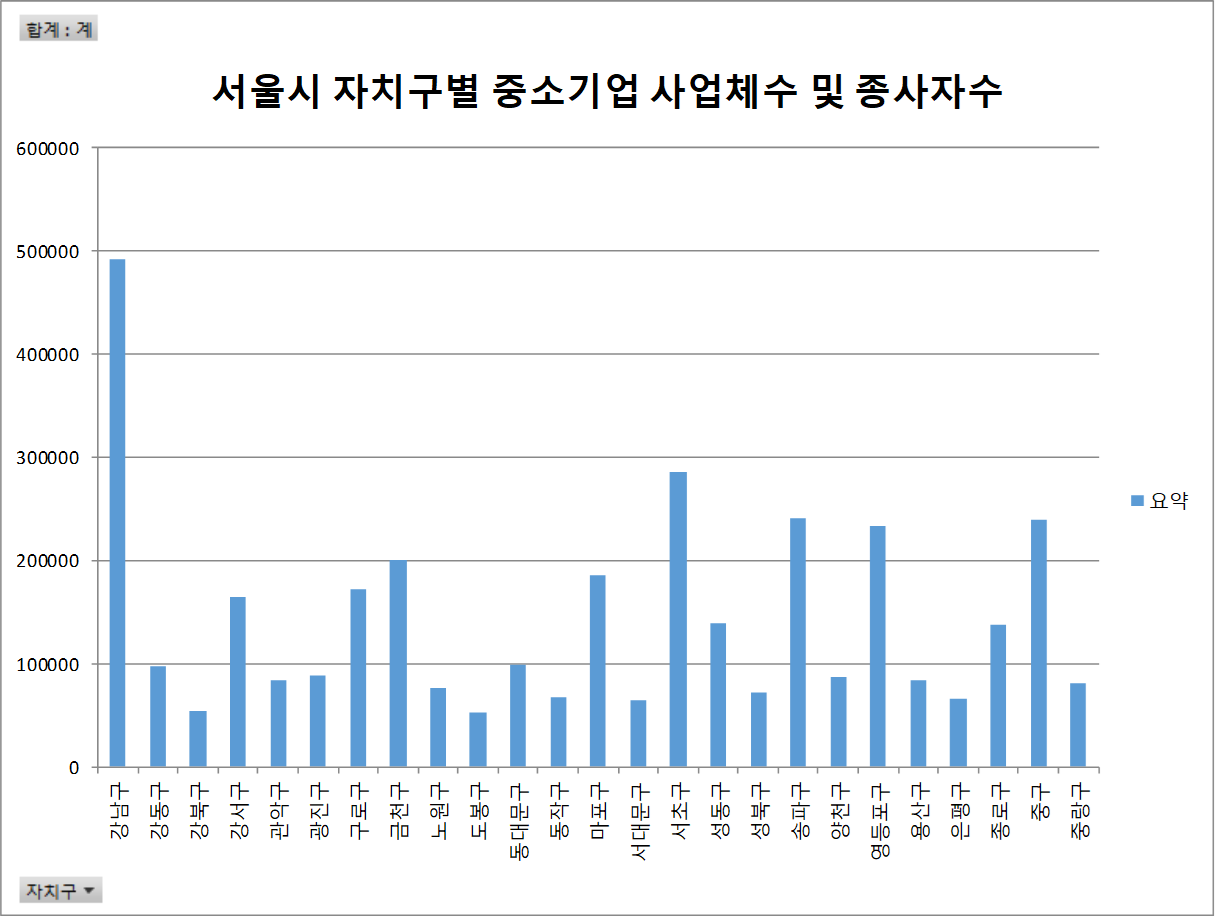 합계 : 계
서울시 자치구별 중소기업 사업체수 및 종사자수
600000
500000
400000
300000
200000
100000
0
요약
강남구 강동구 강북구 강서구 관악구 광진구 구로구 금천구 노원구 도봉구 동대문구 동작구 마포구 서대문구 서초구 성동구 성북구 송파구 양천구 영등포구 용산구 은평구 종로구 중구 중랑구
자치구